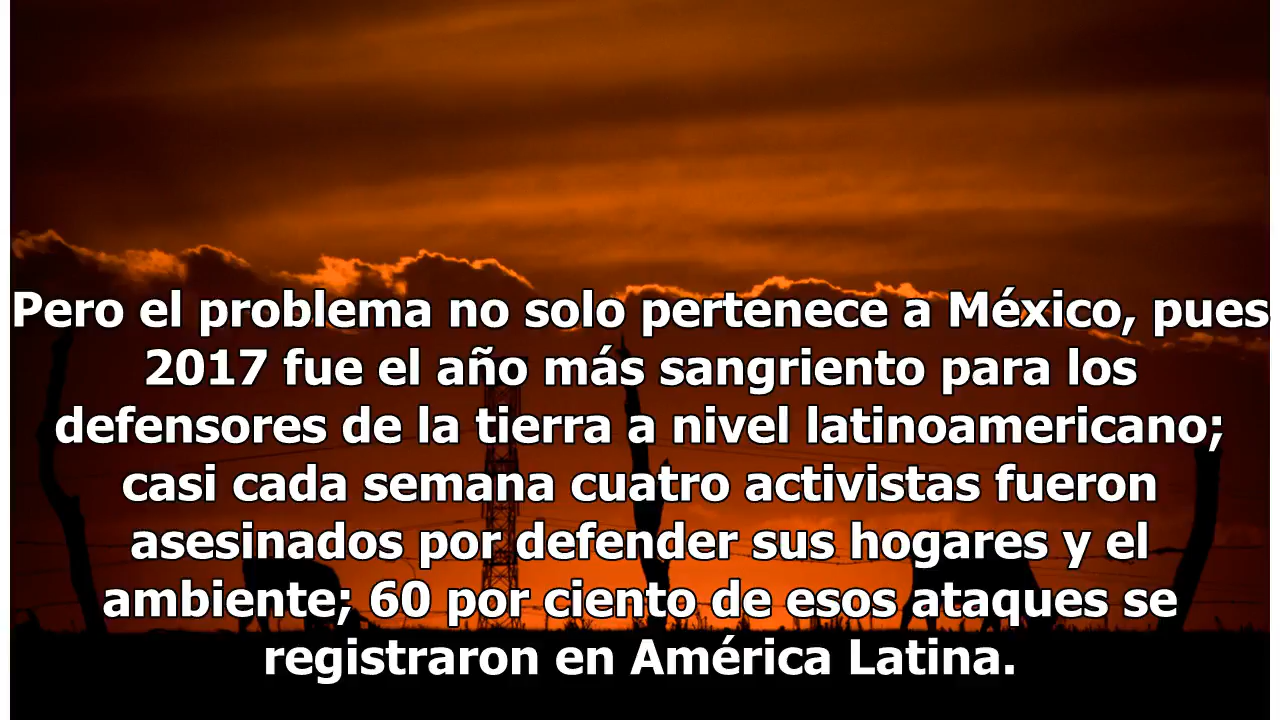 Pero el problema no solo pertenece a México, pues
2017 fue el año más sangriento para los
defensores de la tierra a nivel latinoamericano;
casi cada semana cuatro activistas fueron
asesinados por defender sus hogares y el
ambiente; 60 por ciento de esos ataques se
registraron en América Latina.